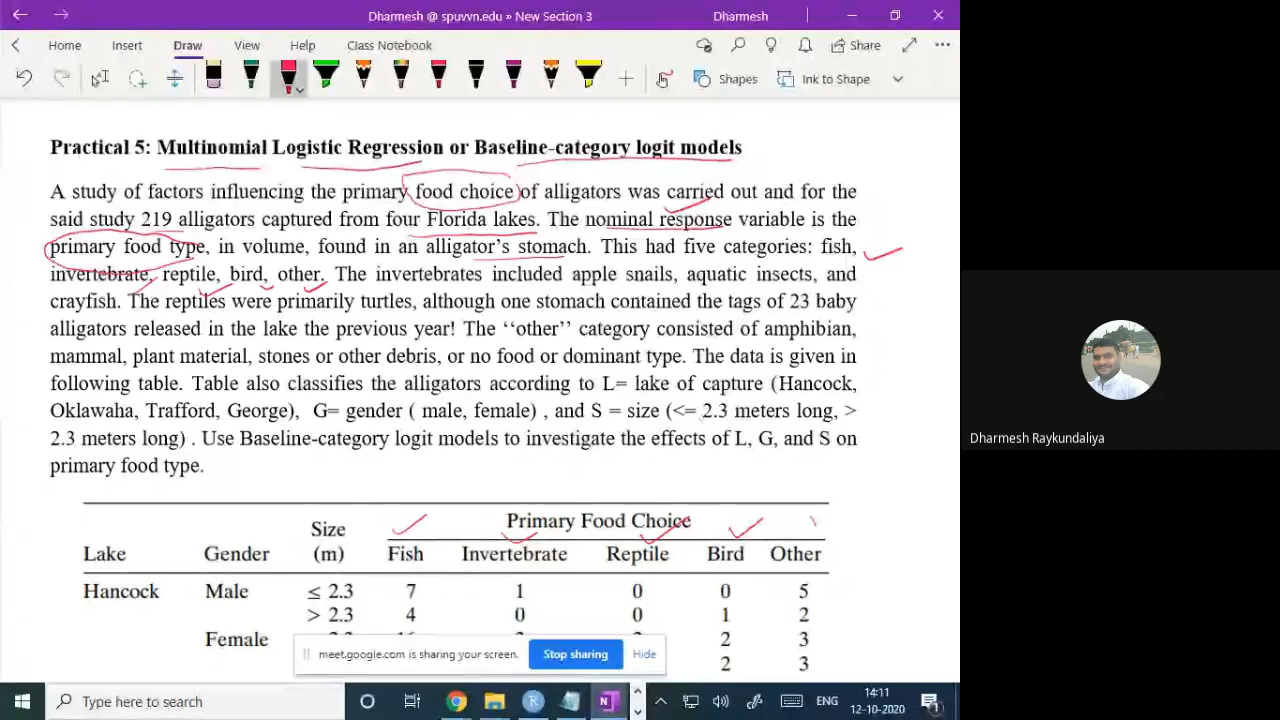 Dharmesh @ spuvvn.edu » New Section 3
Dharmesh
Home Insert Draw View Help Class Notebook
Share
Shapes
Ink to Shape
Practical 5: Multinomial Logistic Regression or Baseline-category logit models
A study of factors influencing the primary food choice of alligators was carried out and for the
said study 219 alligators captured from four Florida lakes. The nominal response variable is the
primary food type, in volume, found in an alligator's stomach. This had five categories: fish,
invertebrate, reptile, bird, other. The invertebrates included apple snails, aquatic insects, and
crayfish. The reptiles were primarily turtles, although one stomach contained the tags of 23 baby
alligators released in the lake the previous year! The ‘‘other’’ category consisted of amphibian,
mammal, plant material, stones or other debris, or no food or dominant type. The data is given in
following table. Table also classifies the alligators according to L= lake of capture (Hancock,
Oklawaha, Trafford, George), G= gender ( male, female) , and S = size (<= 2.3 meters long, >
2.3 meters long) . Use Baseline-category logit models to investigate the effects of L, G, and S on
primary food type.
Primary Food Choice
Size
Lake Gender (m) Fish Invertebrate Reptile Bird Other
Hancock Male ≤ 2.3 7 1 0 0 5
> 2.3 4 0 0 1 2
Female 2 3
2 3
meet.google.com is sharing your screen. Stop sharing Hide
Type here to search
ENG
14:11
12-10-2020
Dharmesh Raykundaliya